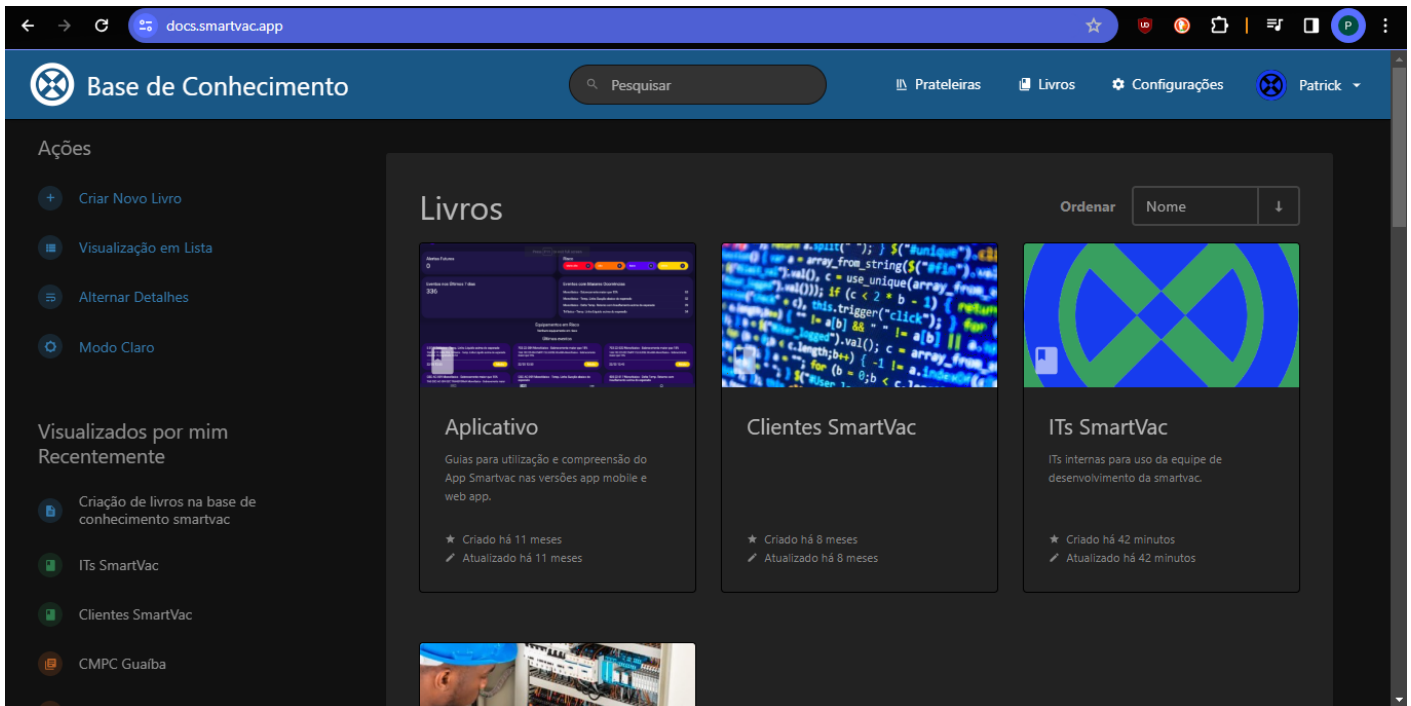 docs.smartvac.app
P
Base de Conhecimento
Pesquisar
Prateleiras
Livros
Configurações
Patrick
Ações
Criar Novo Livro
Visualização em Lista
Alternar Detalhes
Modo Claro
Visualizados por mim
Recentemente
Criação de livros na base de
conhecimento smartvac
ITs SmartVac
Clientes SmartVac
CMPC Guaíba
Livros
Ordenar
Nome
Aplicativo
Guias para utilização e compreensão do
App Smartvac nas versões app mobile e
web app.
Criado há 11 meses
Atualizado há 11 meses
Clientes SmartVac
Criado há 8 meses
Atualizado há 8 meses
ITs SmartVac
ITs internas para uso da equipe de
desenvolvimento da smartvac.
Criado há 42 minutos
Atualizado há 42 minutos